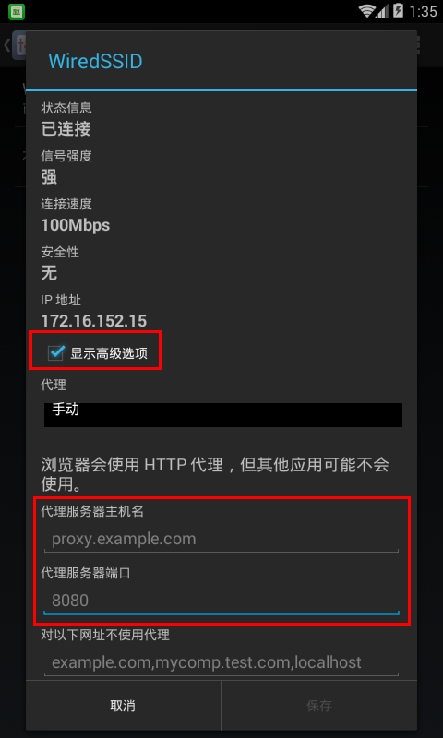 1:35
WiredSSID
状态信息
已连接
信号强度
强
连接速度
100Mbps
安全性
无
IP 地址
172.16.152.15
显示高级选项
代理
手动
浏览器会使用 HTTP 代理，但其他应用可能不会
使用。
代理服务器主机名
proxy.example.com
代理服务器端口
8080
对以下网址不使用代理
example.com,mycomp.test.com,localhost
取消
保存